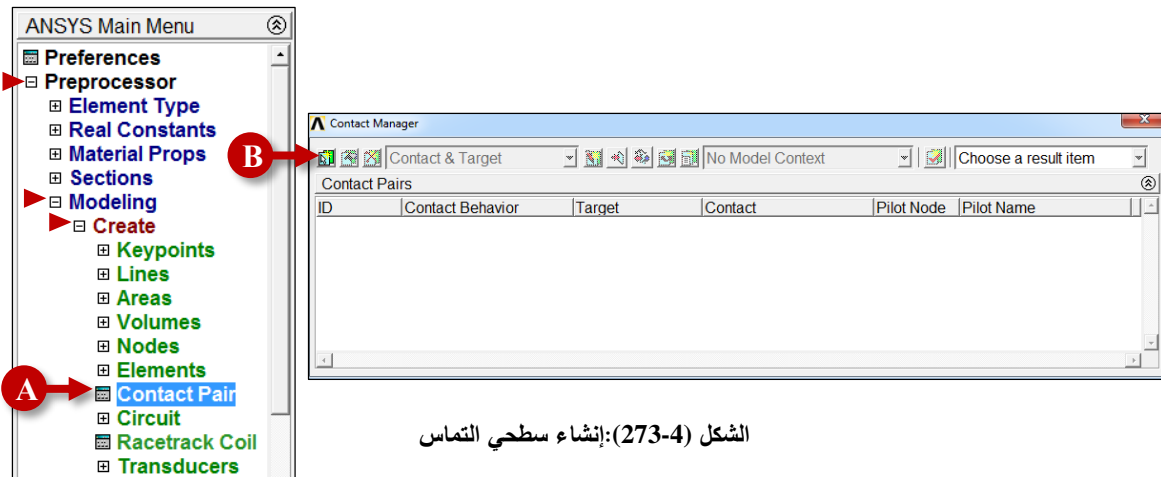 ANSYS Main Menu
Preferences
Preprocessor
Element Type
Real Constants
Material Props
Sections
Modeling
Create
Keypoints
Lines
Areas
Volumes
Nodes
Elements
A
Contact Pair
Circuit
Racetrack Coil
Transducers
Contact Manager
B
Contact & Target No Model Context Choose a result item
Contact Pairs
ID Contact Behavior Target Contact Pilot Node Pilot Name
الشكل (4-273):إنشاء سطحي التماس